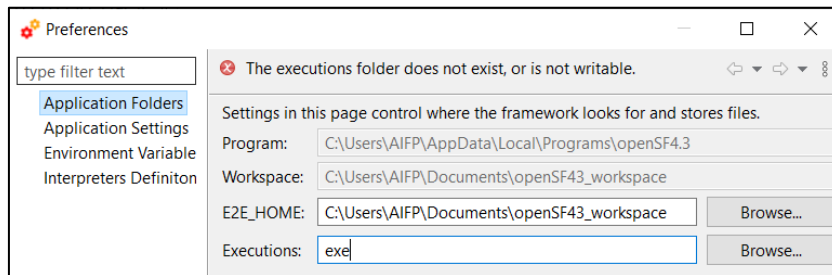 Preferences
type filter text
The executions folder does not exist, or is not writable.
Application Folders
Application Settings
Environment Variable
Interpreters Definiton
Settings in this page control where the framework looks for and stores files.
Program: C:\Users\AIFP\AppData\Local\Programs\openSF4.3
Workspace: C:\Users\AIFP\Documents\openSF43_workspace
E2E_HOME: C:\Users\AIFP\Documents\openSF43_workspace Browse...
Executions: exe Browse...